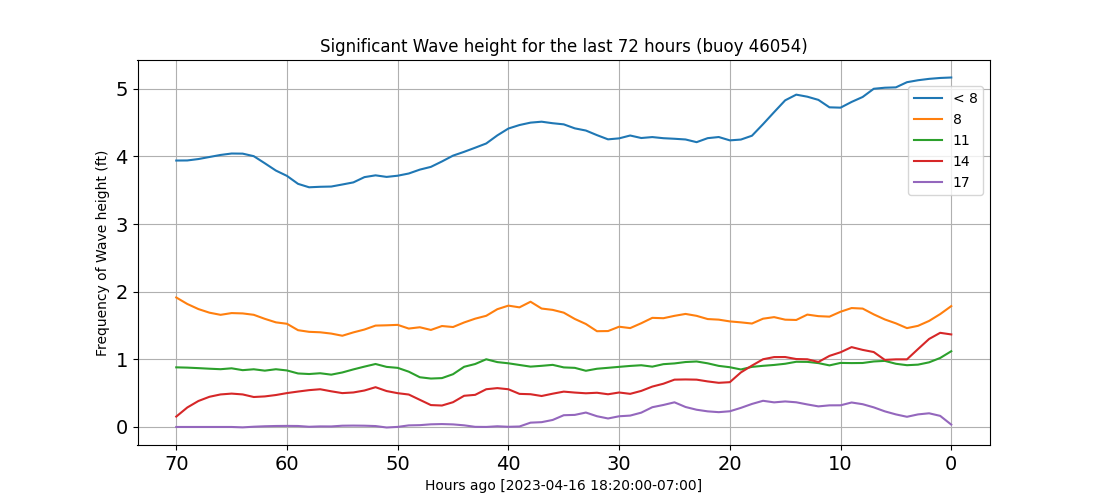 Significant Wave height for the last 72 hours (buoy 46054)
Frequency of Wave height (ft)
5
4
3
2
1
0
< 8
8
11
14
17
70 60 50 40 30 20 10 0
Hours ago [2023-04-16 18:20:00-07:00]